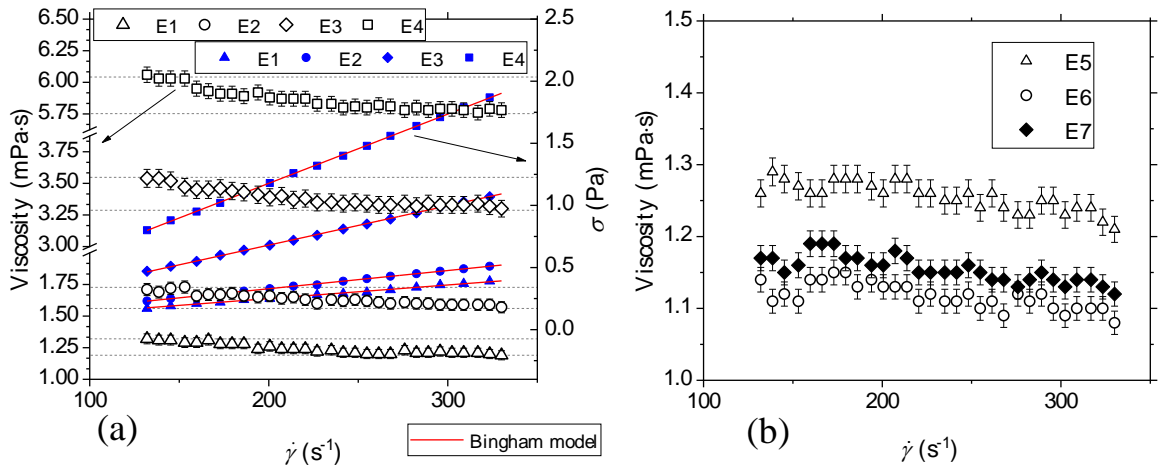 E1 E2 E3 E4
E1 E2 E3 E4
6.50
6.25
6.00
5.75
3.75
3.50
3.25
3.00
1.75
1.50
1.25
1.00
Viscosity (mPa·s)
2.5
2.0
1.5
1.0
0.5
0.0
σ (Pa)
100 200 300
(a)
γ̇ (s⁻¹)
Bingham model
1.5
1.4
1.3
1.2
1.1
1.0
Viscosity (mPa·s)
E5
E6
E7
100 200 300
(b)
γ̇ (s⁻¹)